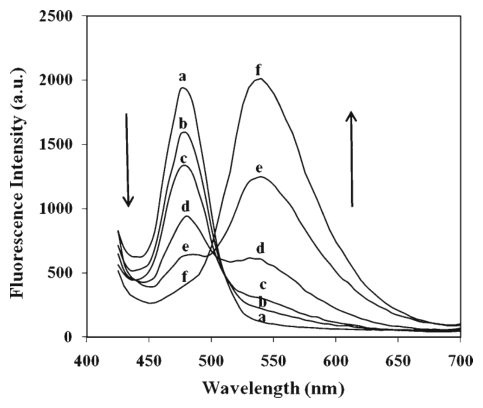 Fluorescence Intensity (a.u.)
2500
2000
1500
1000
500
0
400
450
500
550
600
650
700
Wavelength (nm)
a
b
c
d
e
f
f
e
d
c
b
a